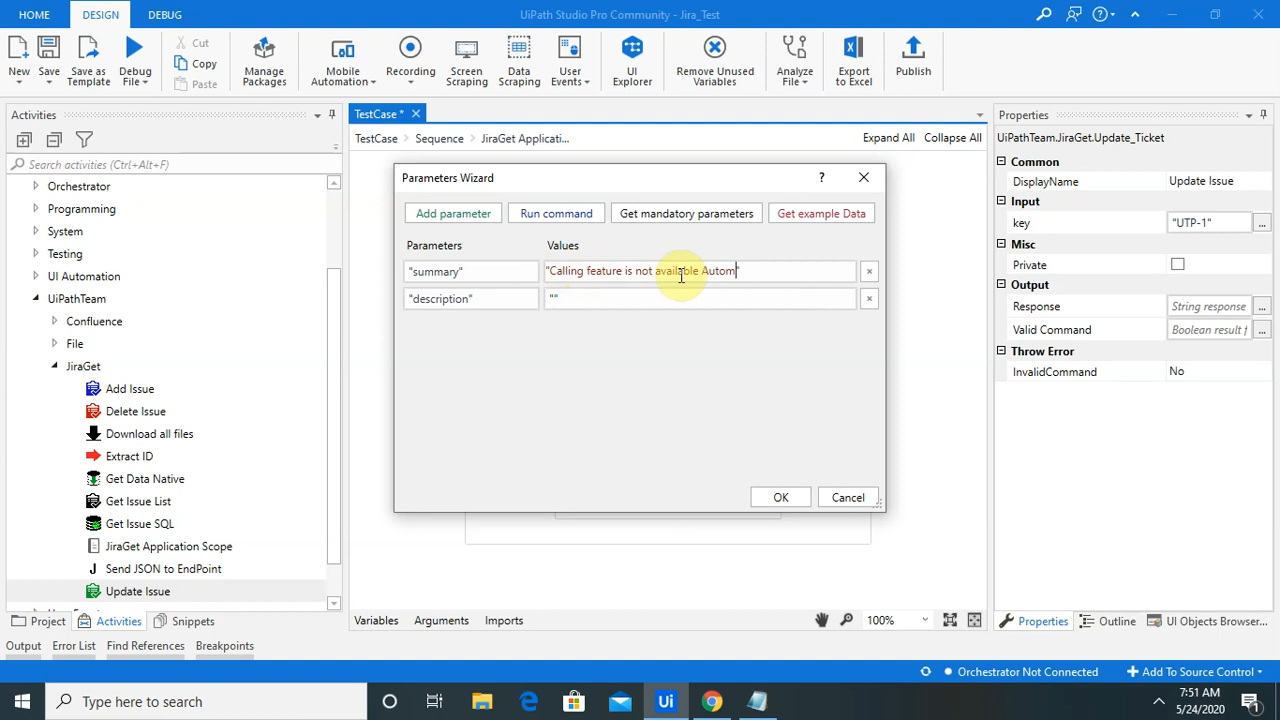 HOME DESIGN DEBUG UiPath Studio Pro Community - Jira_Test
New Save Save as Template Debug File Cut Copy Paste Manage Packages Mobile Automation Recording Screen Scraping Data Scraping User Events UI Explorer Remove Unused Variables Analyze File Export to Excel Publish
Activities
Search activities (Ctrl+Alt+F)
Orchestrator
Programming
System
Testing
UI Automation
UiPathTeam
Confluence
File
JiraGet
Add Issue
Delete Issue
Download all files
Extract ID
Get Data Native
Get Issue List
Get Issue SQL
JiraGet Application Scope
Send JSON to EndPoint
Update Issue
Project Activities Snippets
TestCase *
TestCase > Sequence > JiraGet Applicati... Expand All Collapse All
Parameters Wizard ?
Add parameter Run command Get mandatory parameters Get example Data
Parameters Values
"summary" "Calling feature is not available Autom"
"description" ""
OK Cancel
Variables Arguments Imports 100%
Properties
UiPathTeam.JiraGet.Update_Ticket
Common
DisplayName Update Issue
Input
key "UTP-1" ...
Misc
Private
Output
Response String response ...
Valid Command Boolean result f ...
Throw Error
InvalidCommand No
Properties Outline UI Objects Browser...
Output Error List Find References Breakpoints
Orchestrator Not Connected Add To Source Control
Type here to search
Ui
7:51 AM
5/24/2020
1